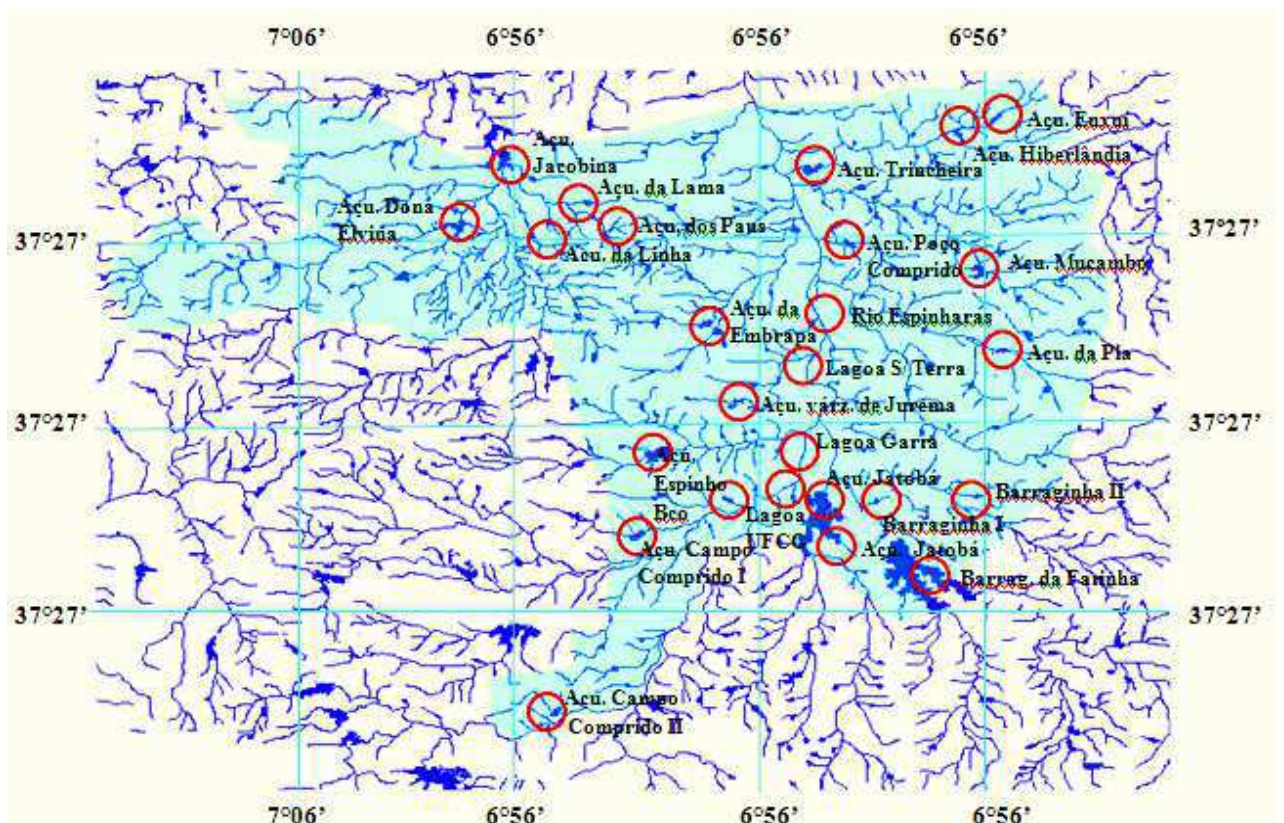 7°06’ 6°56’ 6°56’ 6°56’
Açu. Jacobina
Açu. Hiberlândia
Açu. Trincheira
Açu. da Lama
Açu. Dona
Açu. dos Paus
Açu. da Linha
37°27’ 37°27’
Açu. Poço
Comprido
Açu. Mucambo
Açu. da
Embrapa
Rio Espinharas
Açu. da Pia
Lagoa S Terra
Açu. várz. de Jurema
37°27’ 37°27’
Lagoa Garra
Açu.
Espinho
Bco
Açu. Jatobá
Barraginha II
Lagoa
UFCG
Barraginha I
Açu. Campo
Comprido I
Açu. Jatobá
Barrag. da Farinha
37°27’ 37°27’
Açu. Campo
Comprido II
7°06’ 6°56’ 6°56’ 6°56’